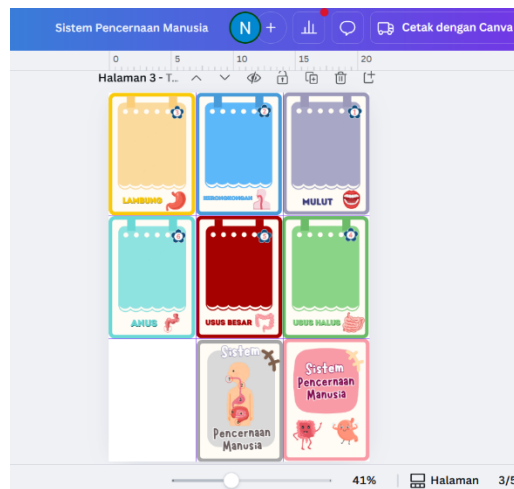 Sistem Pencernaan Manusia
N
+
Cetak dengan Canva
0 5 10 15 20
Halaman 3 - T...
LAMBUNG
KERONGKONGAN
MULUT
ANUS
USUS BESAR
USUS HALUS
Sistem
Pencernaan
Manusia
Sistem
Pencernaan
Manusia
41%
Halaman
3/5